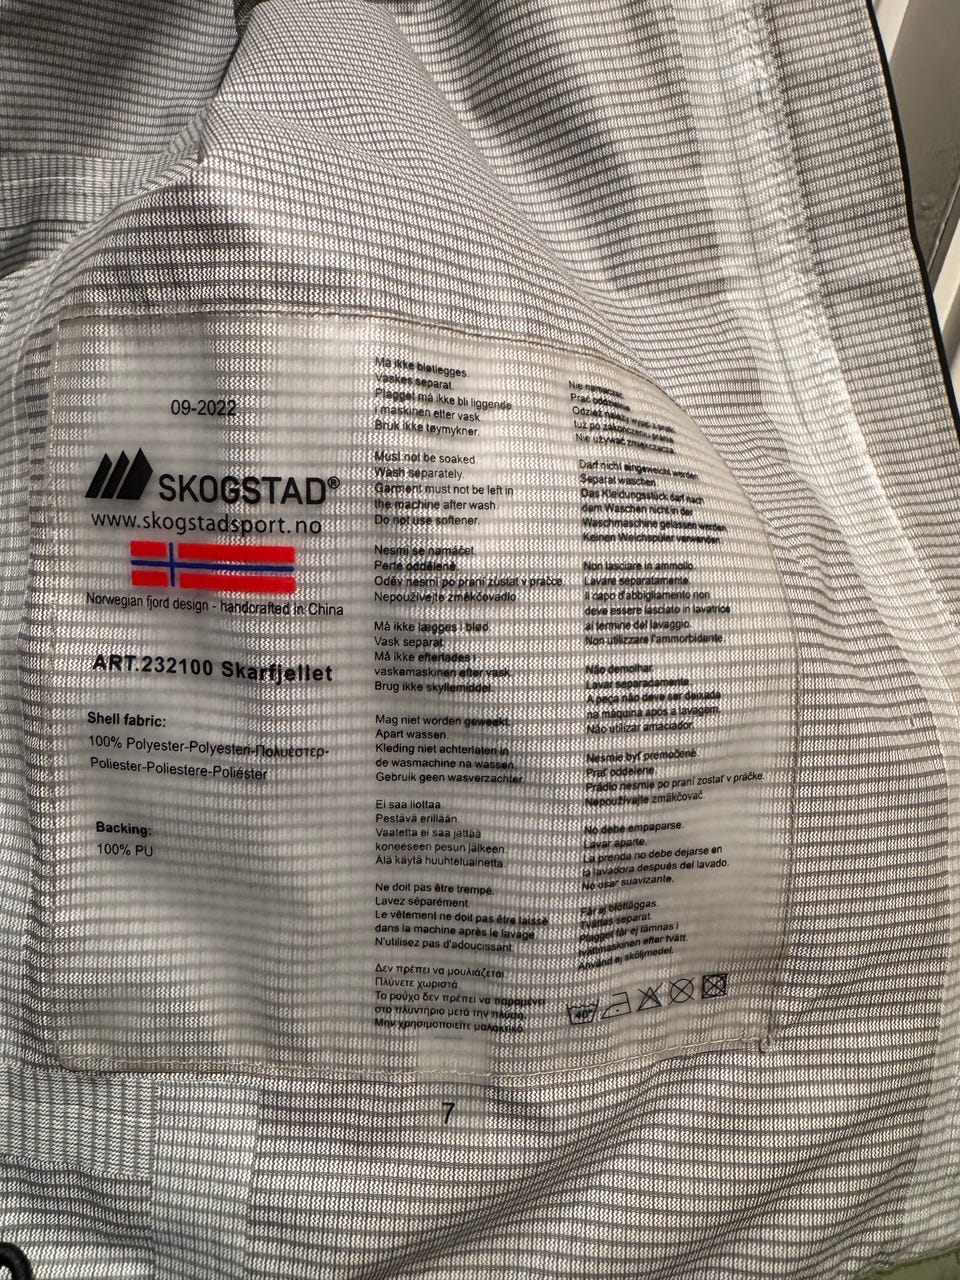 09-2022
SKOGSTAD®
www.skogstadsport.no
Norwegian fjord design - handcrafted in China
ART.232100 Skarfjellet
Shell fabric:
100% Polyester-Polyesteri-Πολυέστερ-
Poliester-Poliestere-Poliéster
Backing:
100% PU
Må ikke bløtlegges.
Vaskes separat.
Plagget må ikke bli liggende
i maskinen etter vask.
Bruk ikke tøymykner.
Must not be soaked
Wash separately.
Garment must not be left in
the machine after wash
Do not use softener.
Nesmí se namáčet.
Perte odděleně.
Oděv nesmí po praní zůstat v pračce.
Nepoužívejte změkčovadlo
Må ikke lægges i blød.
Vask separat.
Må ikke efterlades i
vaskemaskinen efter vask.
Brug ikke skyllemiddel.
Mag niet worden geweekt.
Apart wassen.
Kleding niet achterlaten in
de wasmachine na wassen.
Gebruik geen wasverzachter.
Ei saa liottaa.
Pestävä erillään.
Vaatetta ei saa jättää
koneeseen pesun jälkeen.
Älä käytä huuhteluainetta.
Ne doit pas être trempé.
Lavez séparément.
Le vêtement ne doit pas être laissé
dans la machine après le lavage
N'utilisez pas d'adoucissant.
Δεν πρέπει να μουλιάζεται
Πλύνετε χωριστά.
Το ρούχο δεν πρέπει να παραμένει
στο πλυντήριο μετά την πλύση.
Μην χρησιμοποιείτε μαλακτικό.
Nie namaczać.
Prać oddzielnie.
Odzież należy wyjąć z pralki
tuż po zakończeniu prania.
Nie używać zmiękczacza.
Darf nicht eingeweicht werden.
Separat waschen.
Das Kleidungsstück darf nach
dem Waschen nicht in der
Waschmaschine gelassen werden.
Keinen Weichspüler verwenden.
Non lasciare in ammollo.
Lavare separatamente.
Il capo d'abbigliamento non
deve essere lasciato in lavatrice
al termine del lavaggio.
Non utilizzare l'ammorbidente.
Não demolhar.
Lavar separadamente.
A peça não deve ser deixada
na máquina após a lavagem.
Não utilizar amaciador.
Nesmie byť premočené.
Prať oddelene.
Prádlo nesmie po praní zostať v práčke.
Nepoužívajte zmäkčovač.
No debe empaparse.
Lavar aparte.
La prenda no debe dejarse en
la lavadora después del lavado.
No usar suavizante.
Får ej blötläggas.
Tvättas separat.
Plagget får ej lämnas i
tvättmaskinen efter tvätt.
Använd ej sköljmedel.
40°
7